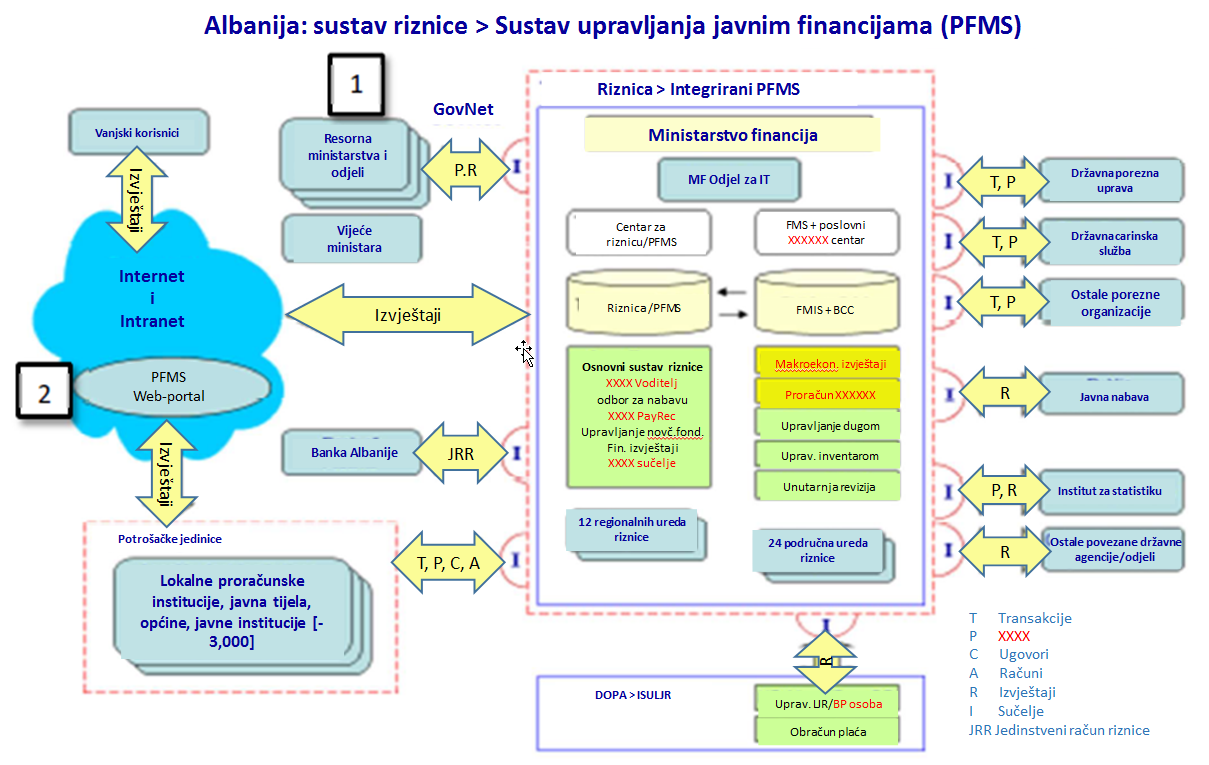 Albanija: sustav riznice > Sustav upravljanja javnim financijama (PFMS)
1
GovNet
Vanjski korisnici
Izvještaji
Internet
i
Intranet
PFMS
Web-portal
2
Izvještaji
Resorna
ministarstva i
odjeli
P.R
I
Vijeće
ministara
Izvještaji
Banka Albanije
JRR
I
Potrošačke jedinice
Lokalne proračunske
institucije, javna tijela,
općine, javne institucije [-
3,000]
T, P, C, A
I
Riznica > Integrirani PFMS
Ministarstvo financija
MF Odjel za IT
Centar za
riznicu/PFMS
FMS + poslovni
XXXXXX centar
Riznica /PFMS
FMIS + BCC
Osnovni sustav riznice
XXXX Voditelj
odbor za nabavu
XXXX PayRec
Upravljanje novč.fond.
Fin. izvještaji
XXXX sučelje
Makroekon. izvještaji
Proračun XXXXXX
Upravljanje dugom
Uprav. inventarom
Unutarnja revizija
12 regionalnih ureda
riznice
24 područna ureda
riznice
I
T, P
Državna porezna
uprava
I
T, P
Državna carinska
služba
I
T, P
Ostale porezne
organizacije
I
R
Javna nabava
I
P, R
Institut za statistiku
I
R
Ostale povezane državne
agencije/odjeli
I
R
DOPA > ISULJR
Uprav. LJR/BP osoba
Obračun plaća
T Transakcije
P XXXX
C Ugovori
A Računi
R Izvještaji
I Sučelje
JRR Jedinstveni račun riznice